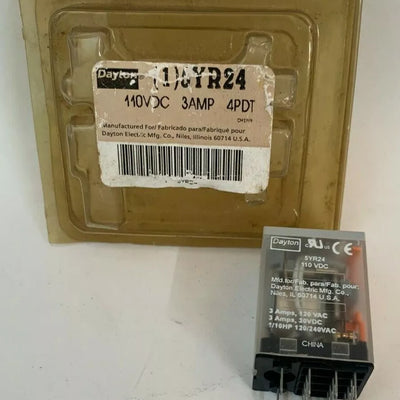 Dayton (1)5YR24
110VDC 3AMP 4PDT
CHINA
Manufactured For/ Fabricado para/Fabriqué pour
Dayton Electric Mfg. Co., Niles, Illinois 60714 U.S.A.
Dayton
5YR24
110 VDC
Mfd.for/Fab. para/Fab. pour:
Dayton Electric Mfg. Co.,
Niles, IL 60714 U.S.A.
3 Amps, 120 VAC
3 Amps, 30VDC
1/10HP 120/240VAC
CHINA